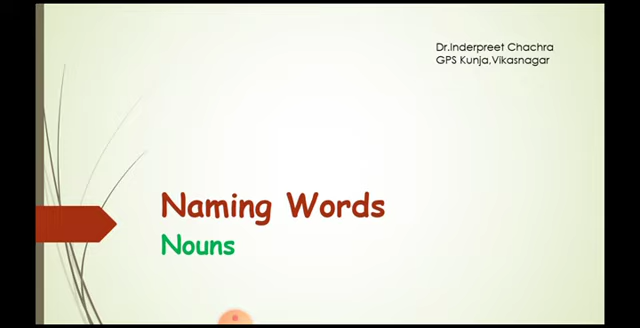 Dr.Inderpreet Chachra
GPS Kunja,Vikasnagar
Naming Words
Nouns